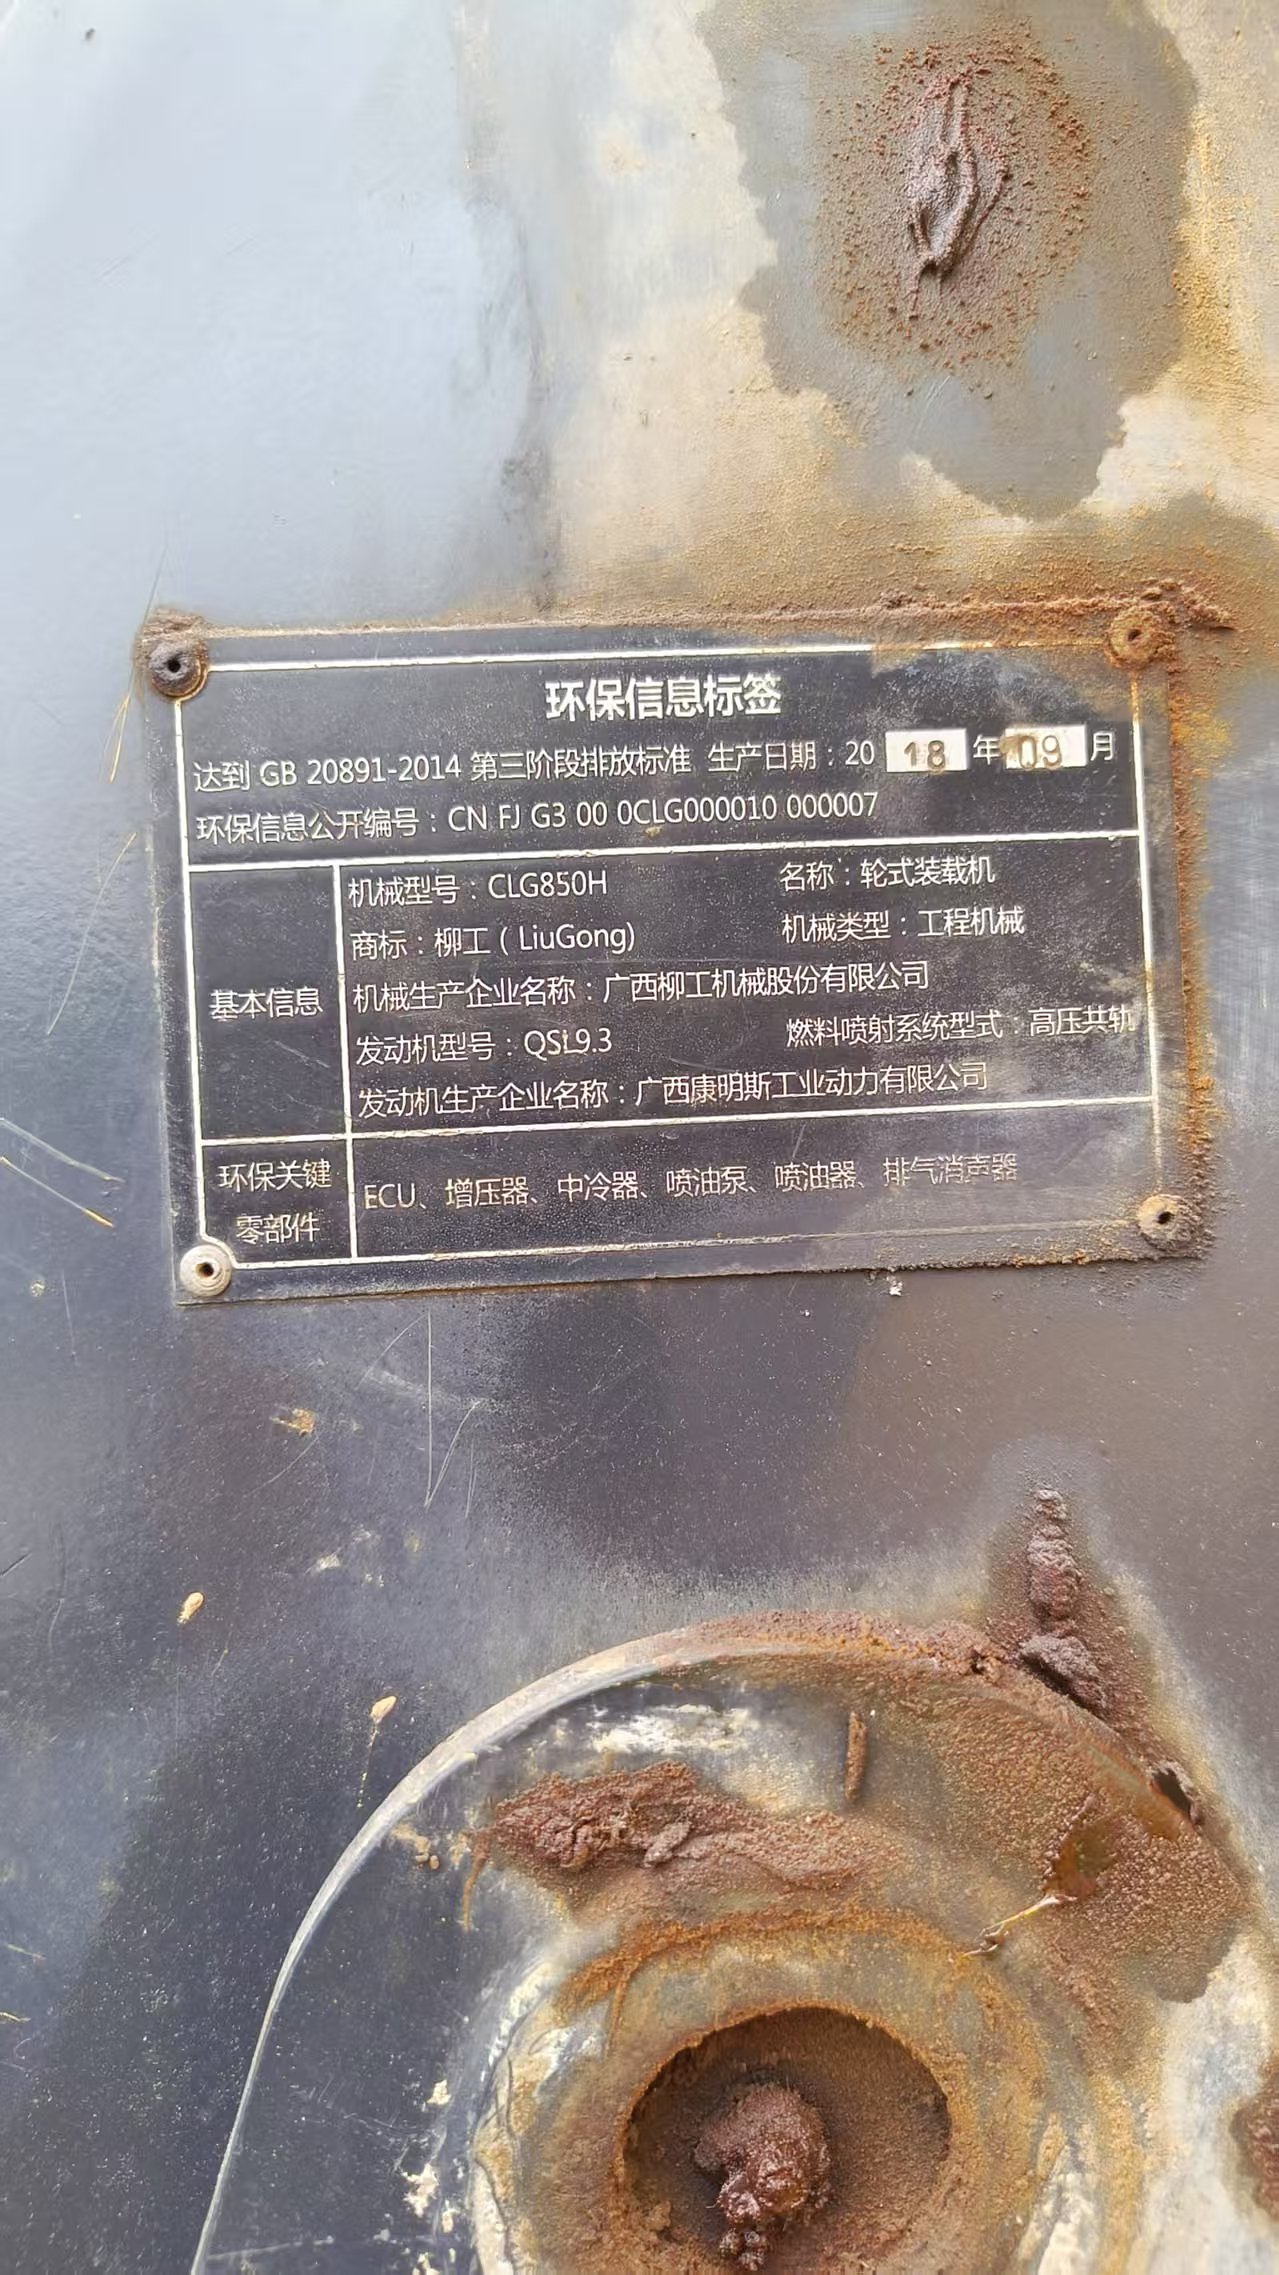 环保信息标签
达到 GB 20891-2014 第三阶段排放标准 生产日期：20 18 年 09 月
环保信息公开编号：CN FJ G3 00 0CLG000010 000007
基本信息
机械型号：CLG850H 名称：轮式装载机
商标：柳工（LiuGong) 机械类型：工程机械
机械生产企业名称：广西柳工机械股份有限公司
发动机型号：QSL9.3 燃料喷射系统型式：高压共轨
发动机生产企业名称：广西康明斯工业动力有限公司
环保关键
零部件
ECU、增压器、中冷器、喷油泵、喷油器、排气消声器